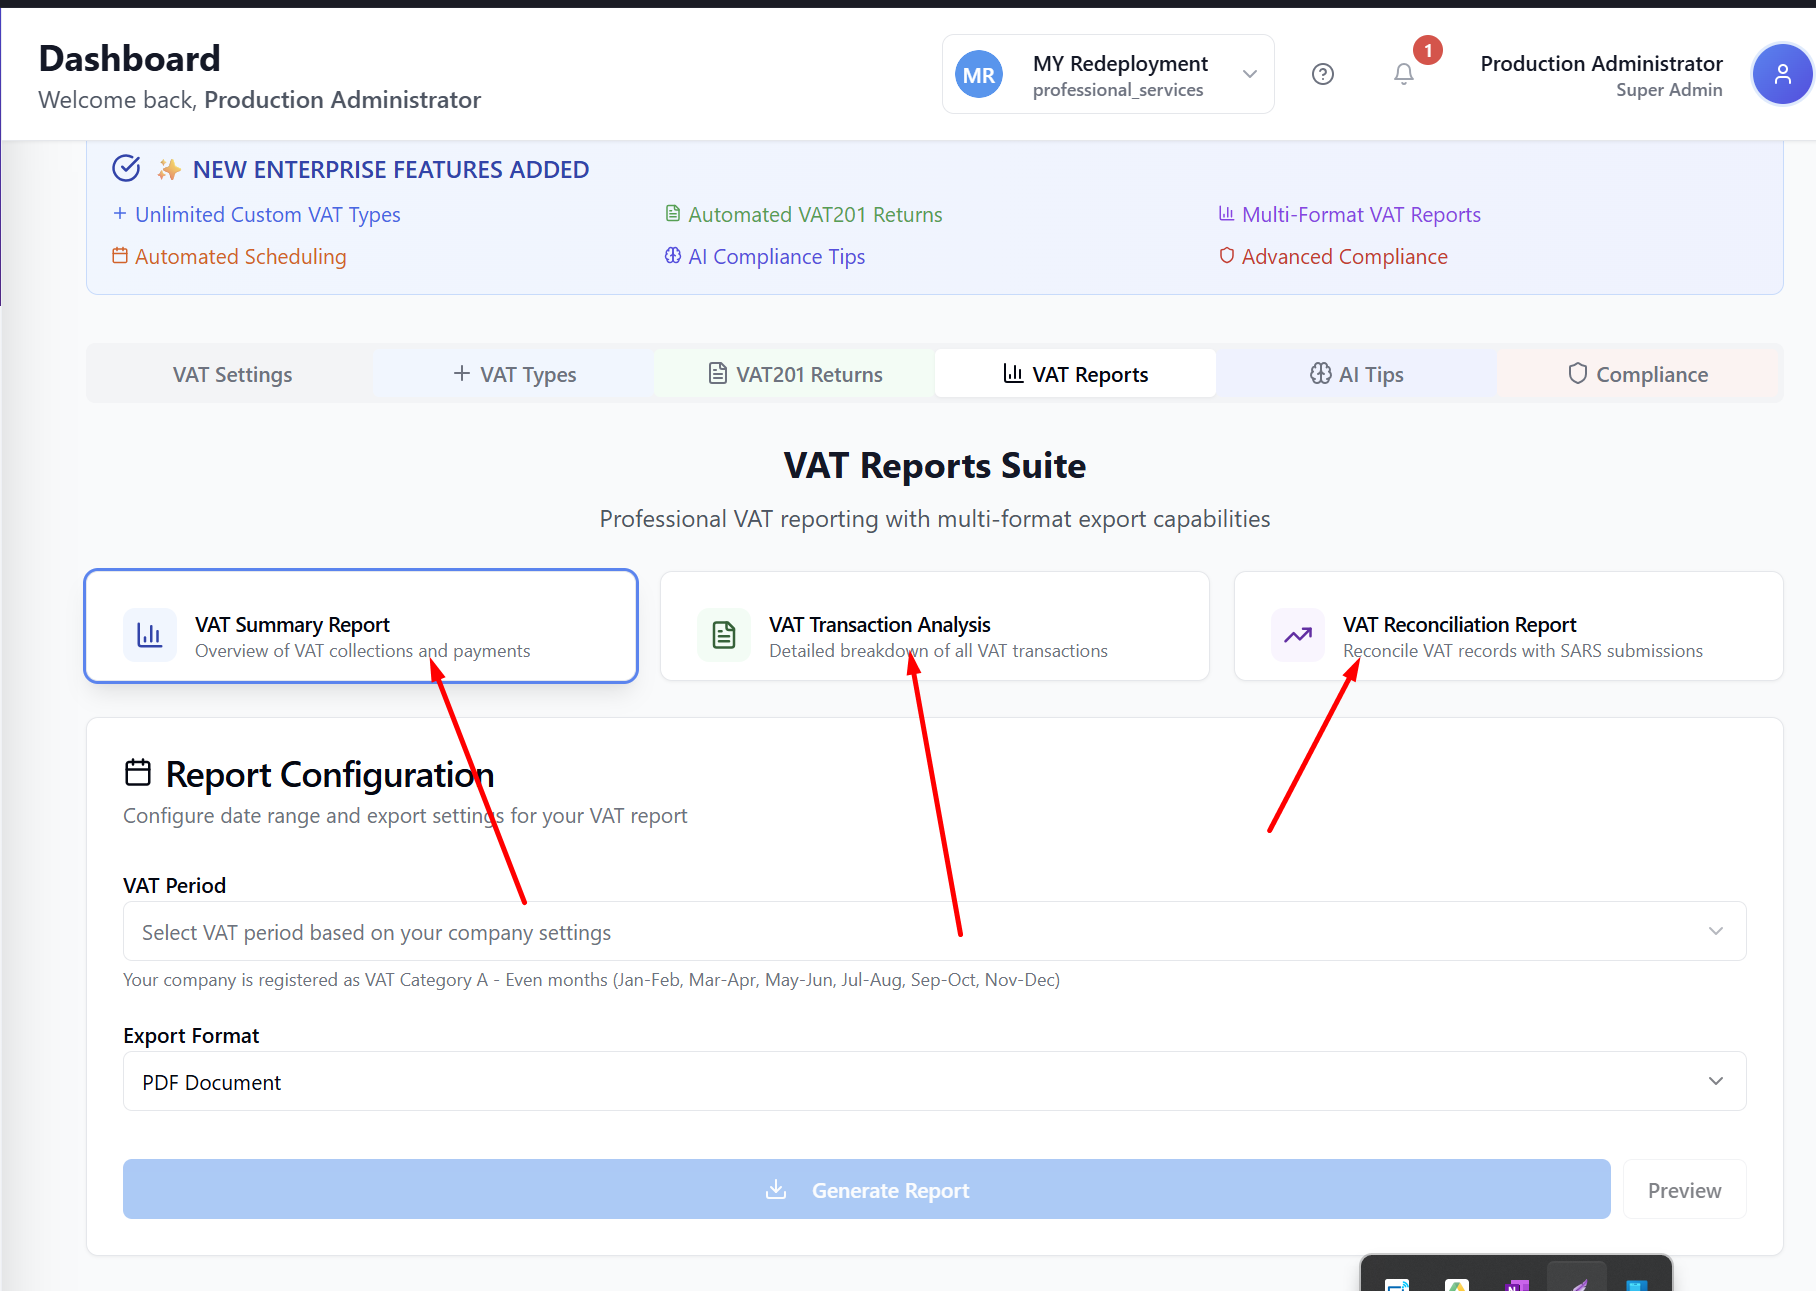 Dashboard
Welcome back, Production Administrator
MR
MY Redeployment
professional_services
1
Production Administrator
Super Admin
NEW ENTERPRISE FEATURES ADDED
Unlimited Custom VAT Types
Automated VAT201 Returns
Multi-Format VAT Reports
Automated Scheduling
AI Compliance Tips
Advanced Compliance
VAT Settings
VAT Types
VAT201 Returns
VAT Reports
AI Tips
Compliance
VAT Reports Suite
Professional VAT reporting with multi-format export capabilities
VAT Summary Report
Overview of VAT collections and payments
VAT Transaction Analysis
Detailed breakdown of all VAT transactions
VAT Reconciliation Report
Reconcile VAT records with SARS submissions
Report Configuration
Configure date range and export settings for your VAT report
VAT Period
Select VAT period based on your company settings
Your company is registered as VAT Category A - Even months (Jan-Feb, Mar-Apr, May-Jun, Jul-Aug, Sep-Oct, Nov-Dec)
Export Format
PDF Document
Generate Report
Preview
N